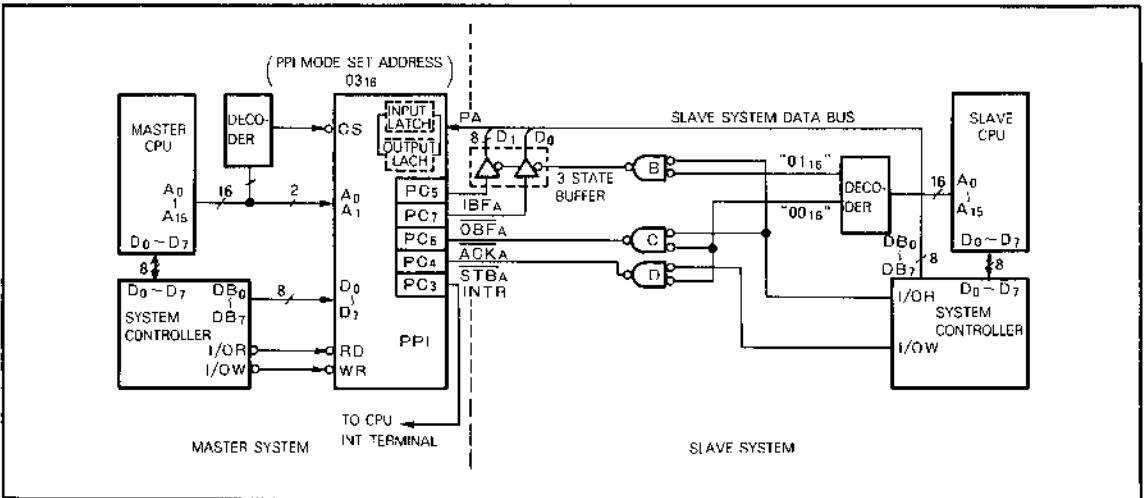 ( PPI MODE SET ADDRESS )
03₁₆
MASTER
CPU
A₀
A₁₅
D₀~D₇
DECO-
DER
16
2
8
D₀~D₇
DB₀
DB₇
SYSTEM
CONTROLLER
I/OR
I/OW
8
CS
INPUT
LATCH
OUTPUT
LACH
A₀
A₁
D₀
D₇
RD
WR
PPI
PC₅
PC₇
PC₆
PC₄
PC₃
PA
8
D₁
D₀
3 STATE
BUFFER
IBFA
OBFA
ACKA
STBA
INTR
B
C
D
SLAVE SYSTEM DATA BUS
"01₁₆"
"00₁₆"
DECO-
DER
16
SLAVE
CPU
A₀
A₁₅
D₀~D₇
DB₀
DB₇
8
8
D₀~D₇
I/OR
SYSTEM
CONTROLLER
I/OW
TO CPU
INT TERMINAL
MASTER SYSTEM
SLAVE SYSTEM